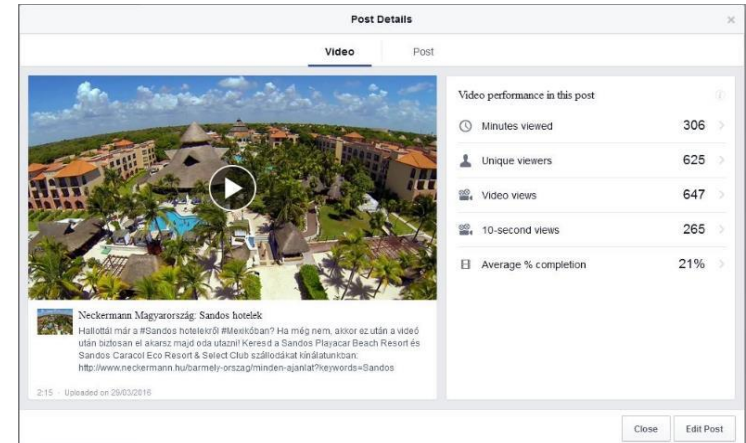 Post Details
Video Post
Video performance in this post
Minutes viewed 306
Unique viewers 625
Video views 647
10-second views 265
Average % completion 21%
Neckermann Magyarország: Sandos hotelek
Hallottál már a #Sandos hotelekről #Mexikóban? Ha még nem, akkor ez után a videó
után biztosan el akarsz majd oda utazni! Keresd a Sandos Playacar Beach Resort és
Sandos Caracol Eco Resort & Select Club szállodákat kínálatunkban:
http://www.neckermann.hu/barmely-orszag/minden-ajanlat?keywords=Sandos
2:15 · Uploaded on 29/03/2016
Close Edit Post